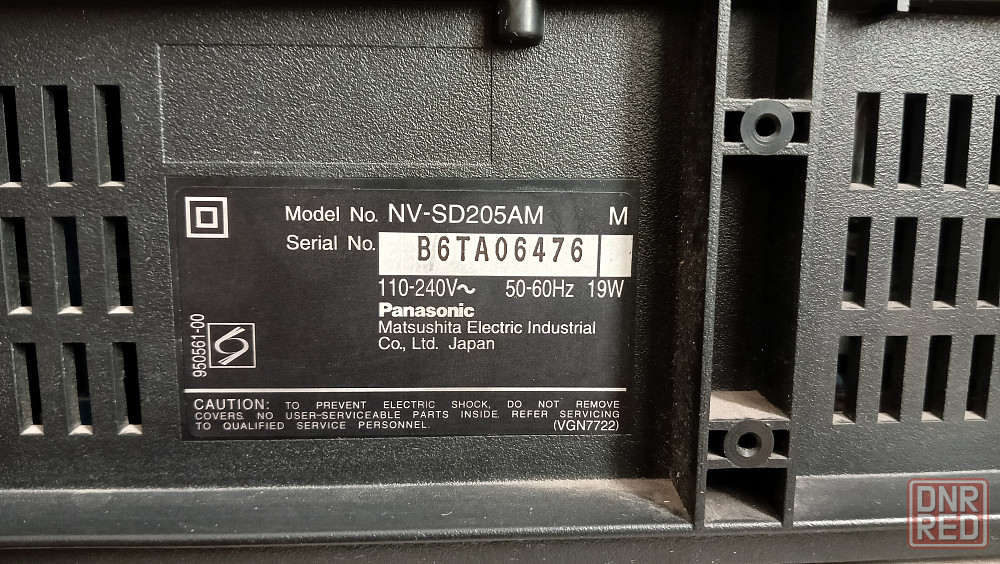 Model No. NV-SD205AM M
Serial No. B6TA06476
110-240V~ 50-60Hz 19W
Panasonic
Matsushita Electric Industrial
Co., Ltd. Japan
950561-00
CAUTION: TO PREVENT ELECTRIC SHOCK, DO NOT REMOVE
COVERS. NO USER-SERVICEABLE PARTS INSIDE. REFER SERVICING
TO QUALIFIED SERVICE PERSONNEL. (VGN7722)
DNR
RED